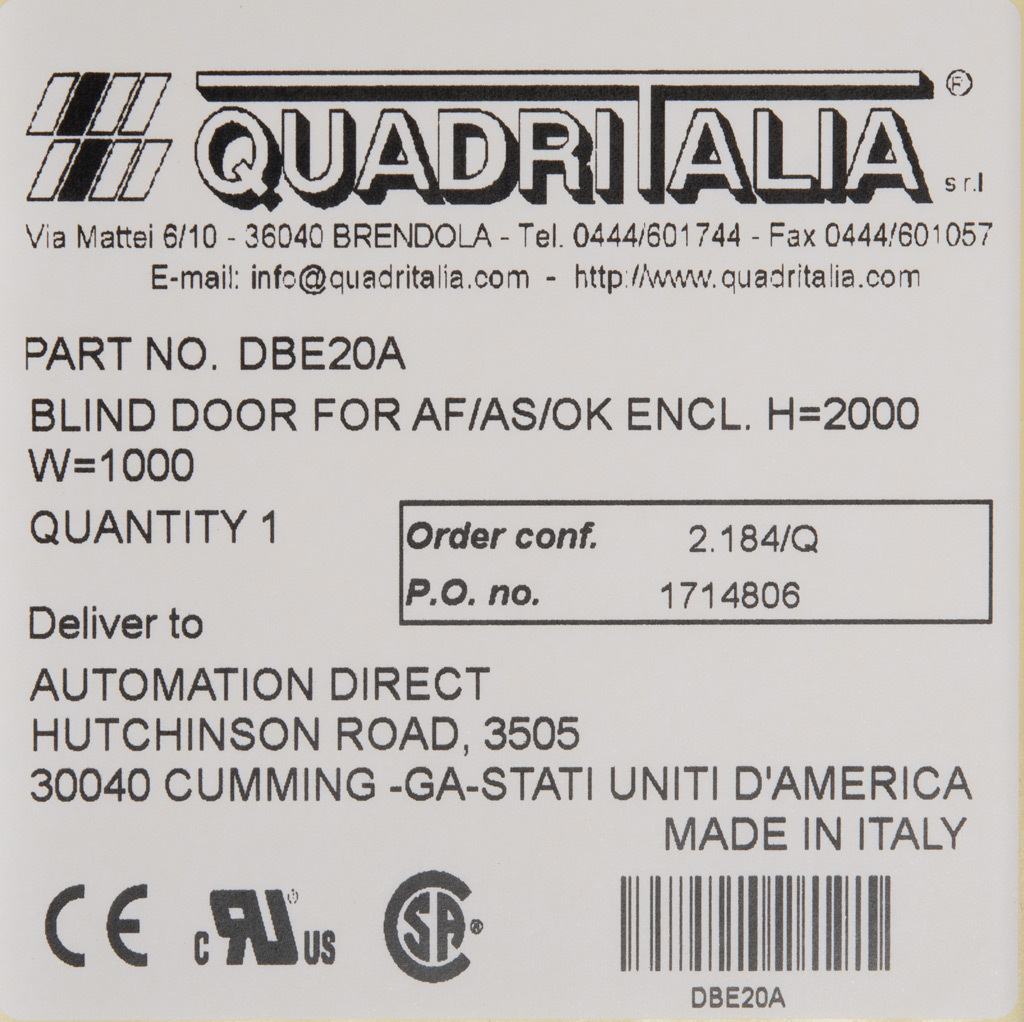 QUADRITALIA® s r.l
Via Mattei 6/10 - 36040 BRENDOLA - Tel. 0444/601744 - Fax 0444/601057
E-mail: info@quadritalia.com - http://www.quadritalia.com
PART NO. DBE20A
BLIND DOOR FOR AF/AS/OK ENCL. H=2000
W=1000
QUANTITY 1
Order conf. 2.184/Q
P.O. no. 1714806
Deliver to
AUTOMATION DIRECT
HUTCHINSON ROAD, 3505
30040 CUMMING -GA-STATI UNITI D'AMERICA
MADE IN ITALY
CE c RU® US SA®
DBE20A